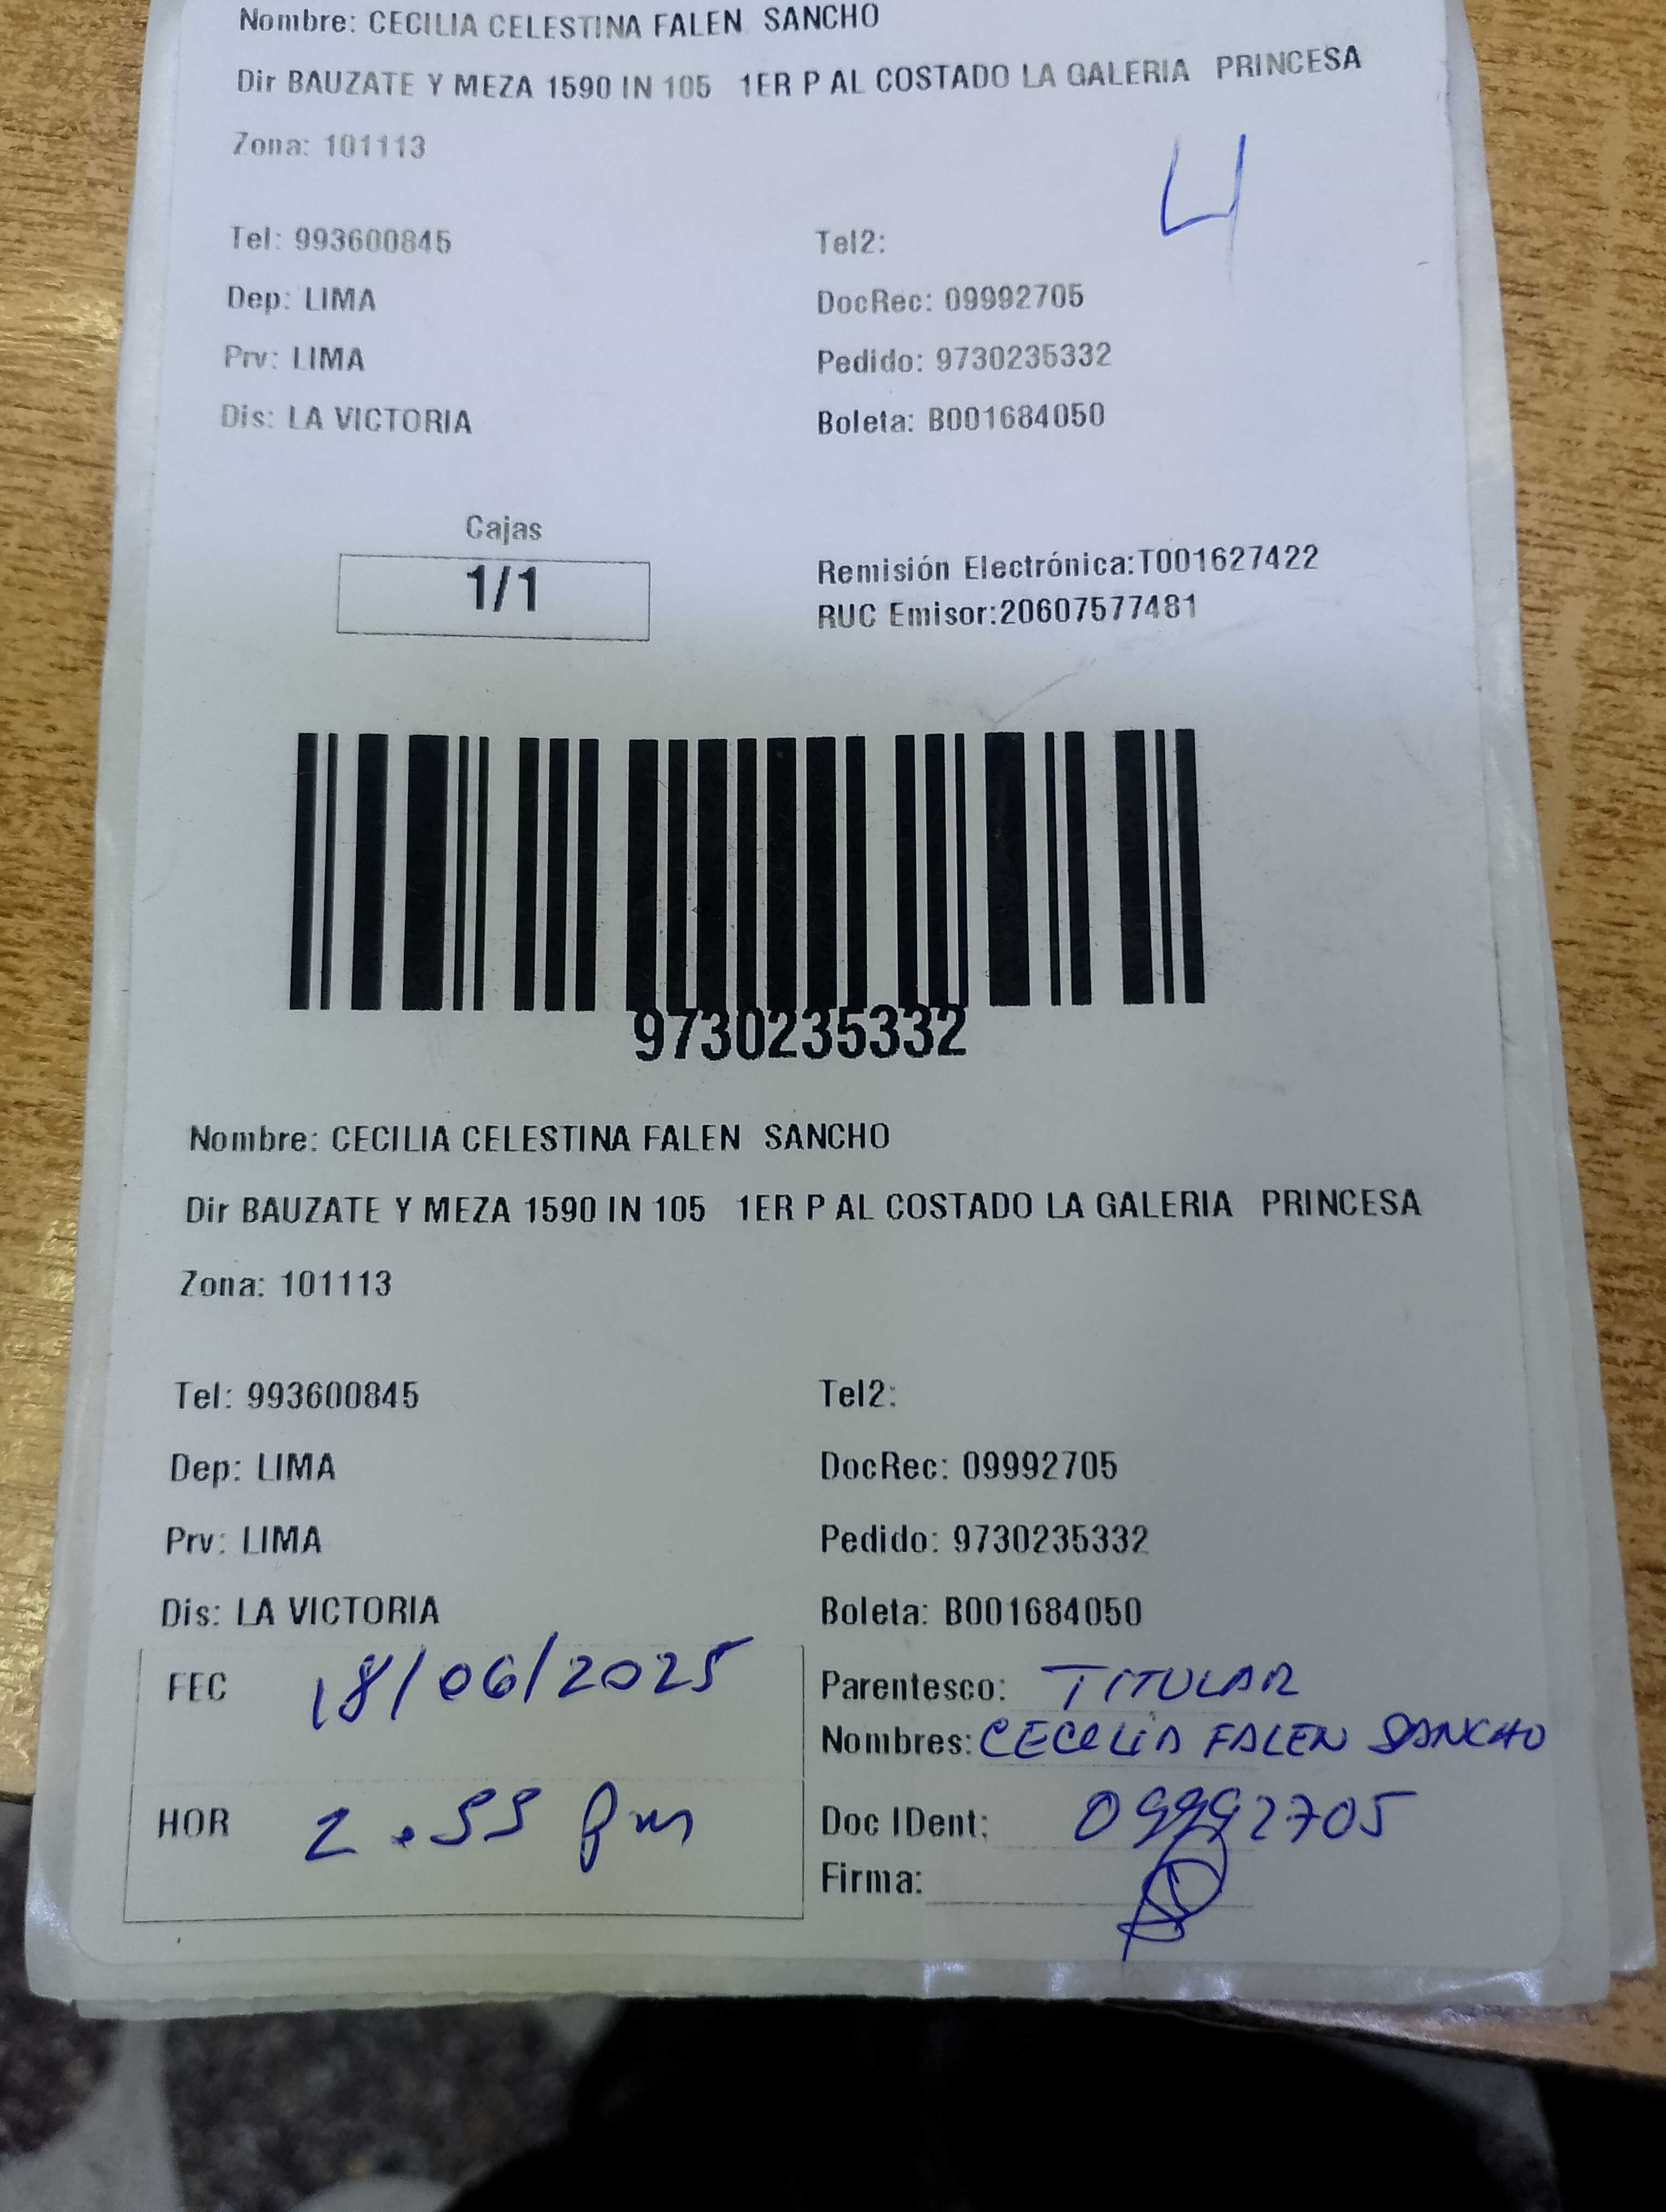 Nombre: CECILIA CELESTINA FALEN SANCHO
Dir BAUZATE Y MEZA 1590 IN 105 1ER P AL COSTADO LA GALERIA PRINCESA
Zona: 101113
4
Tel: 993600845 Tel2:
Dep: LIMA DocRec: 09992705
Prv: LIMA Pedido: 9730235332
Dis: LA VICTORIA Boleta: B001684050
Cajas
1/1
Remisión Electrónica:T001627422
RUC Emisor:20607577481
9730235332
Nombre: CECILIA CELESTINA FALEN SANCHO
Dir BAUZATE Y MEZA 1590 IN 105 1ER P AL COSTADO LA GALERIA PRINCESA
Zona: 101113
Tel: 993600845 Tel2:
Dep: LIMA DocRec: 09992705
Prv: LIMA Pedido: 9730235332
Dis: LA VICTORIA Boleta: B001684050
FEC 18/06/2025
Parentesco: TITULAR
Nombres: CECILIA FALEN SANCHO
HOR 2.55 pm
Doc IDent: 09992705
Firma: